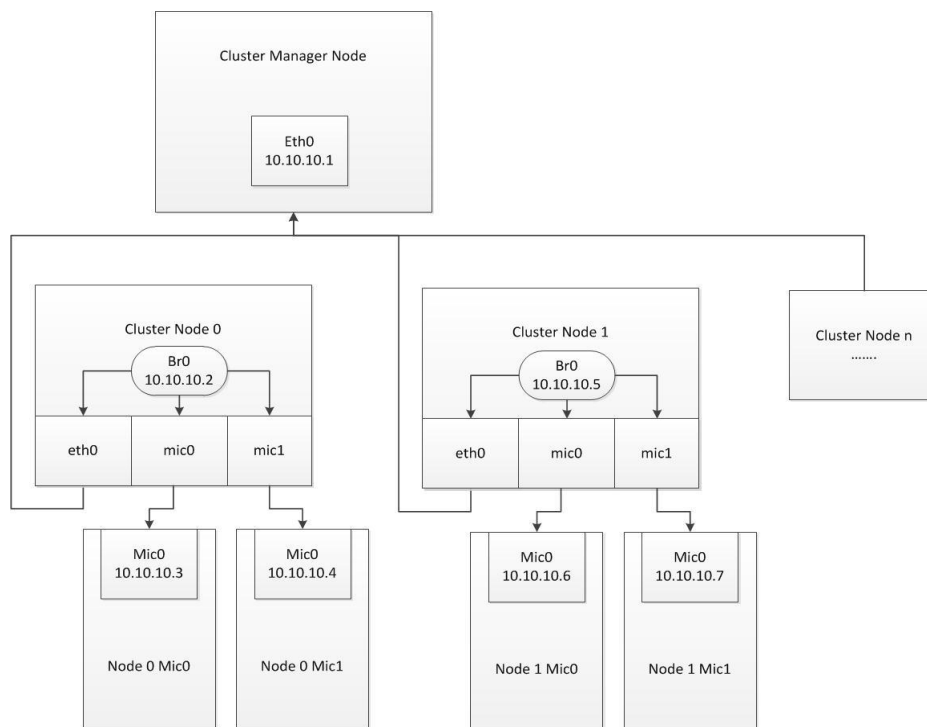 Cluster Manager Node
Eth0
10.10.10.1
Cluster Node 0
Br0
10.10.10.2
eth0
mic0
mic1
Cluster Node 1
Br0
10.10.10.5
eth0
mic0
mic1
Cluster Node n
.......
Mic0
10.10.10.3
Node 0 Mic0
Mic0
10.10.10.4
Node 0 Mic1
Mic0
10.10.10.6
Node 1 Mic0
Mic0
10.10.10.7
Node 1 Mic1